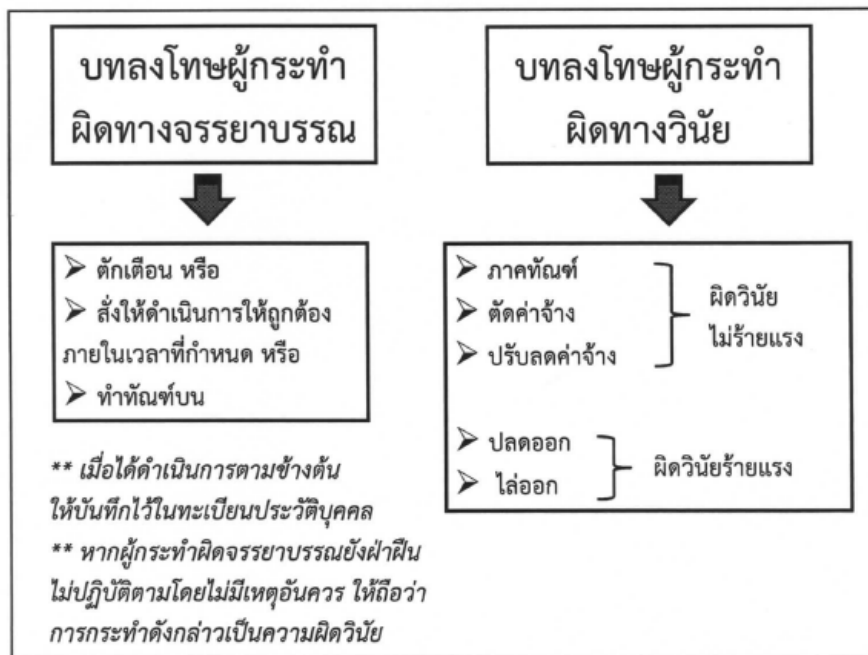 บทลงโทษผู้กระทำ
ผิดทางจรรยาบรรณ
➢ ตักเตือน หรือ
➢ สั่งให้ดำเนินการให้ถูกต้อง
ภายในเวลาที่กำหนด หรือ
➢ ทำทัณฑ์บน
** เมื่อได้ดำเนินการตามข้างต้น
ให้บันทึกไว้ในทะเบียนประวัติบุคคล
** หากผู้กระทำผิดจรรยาบรรณยังฝ่าฝืน
ไม่ปฏิบัติตามโดยไม่มีเหตุอันควร ให้ถือว่า
การกระทำดังกล่าวเป็นความผิดวินัย
บทลงโทษผู้กระทำ
ผิดทางวินัย
➢ ภาคทัณฑ์
➢ ตัดค่าจ้าง
➢ ปรับลดค่าจ้าง
ผิดวินัย
ไม่ร้ายแรง
➢ ปลดออก
➢ ไล่ออก
ผิดวินัยร้ายแรง